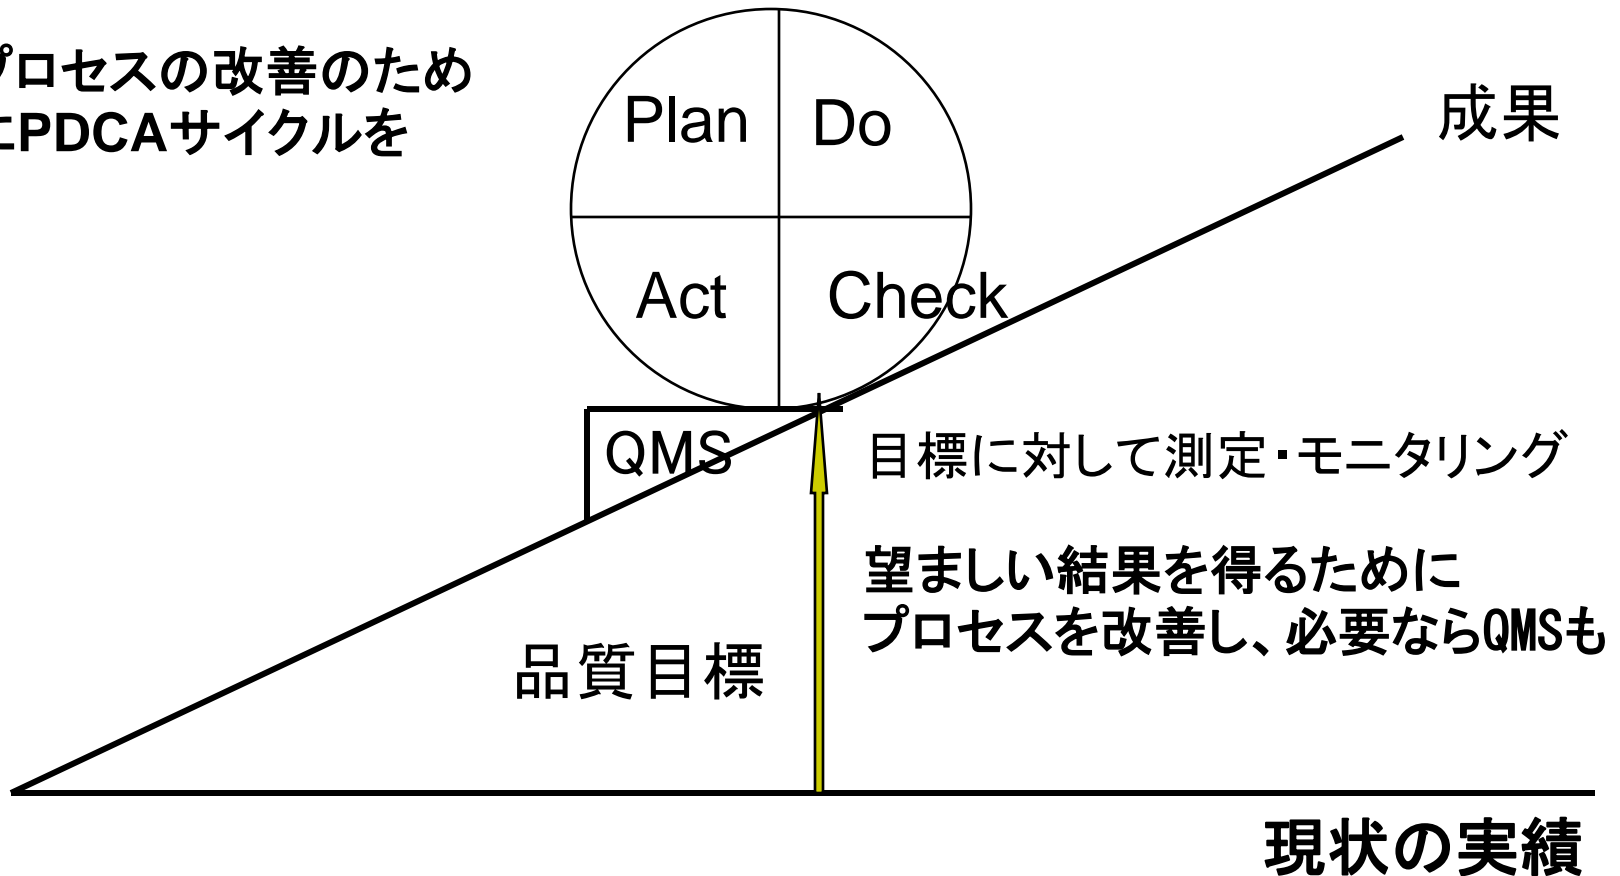 プロセスの改善のため
にPDCAサイクルを
Plan
Do
Act
Check
成果
QMS
目標に対して測定・モニタリング
望ましい結果を得るために
プロセスを改善し、必要ならQMSも
品質目標
現状の実績